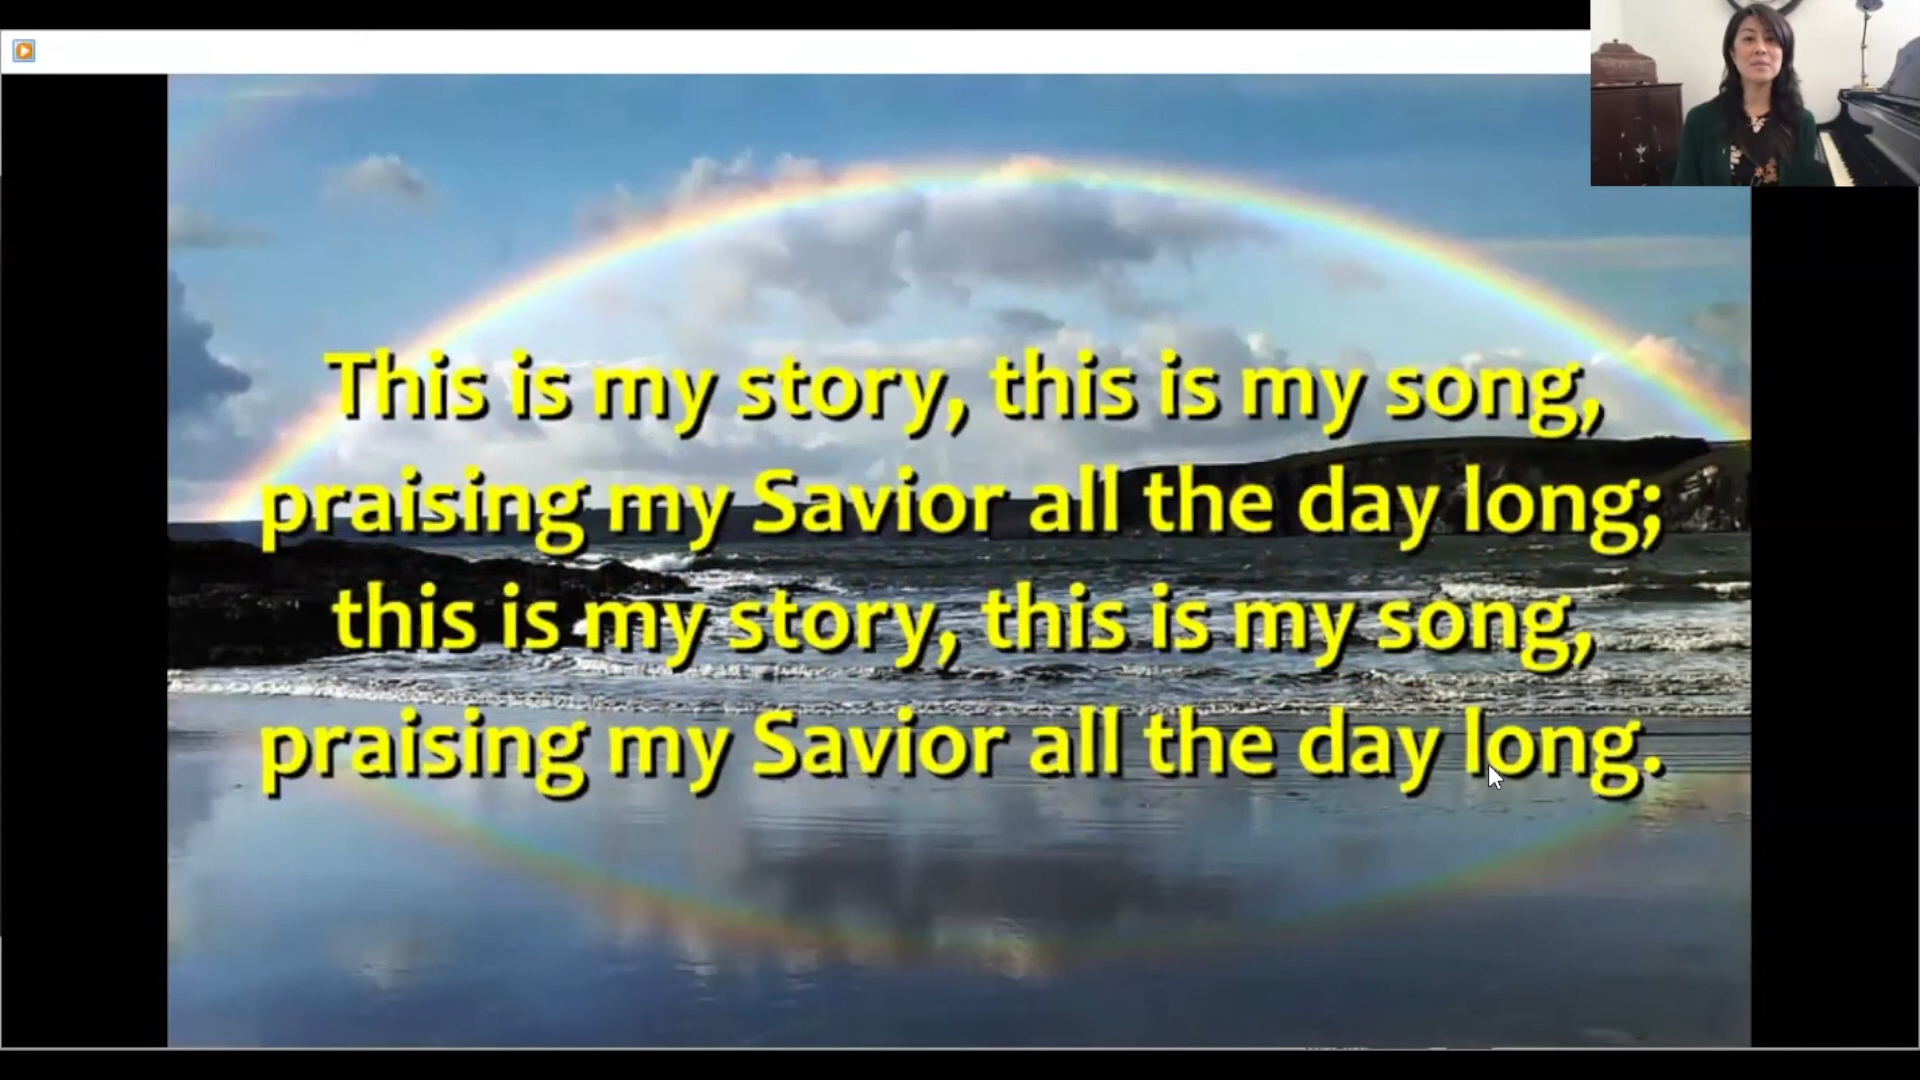 This is my story, this is my song,
praising my Savior all the day long;
this is my story, this is my song,
praising my Savior all the day long.